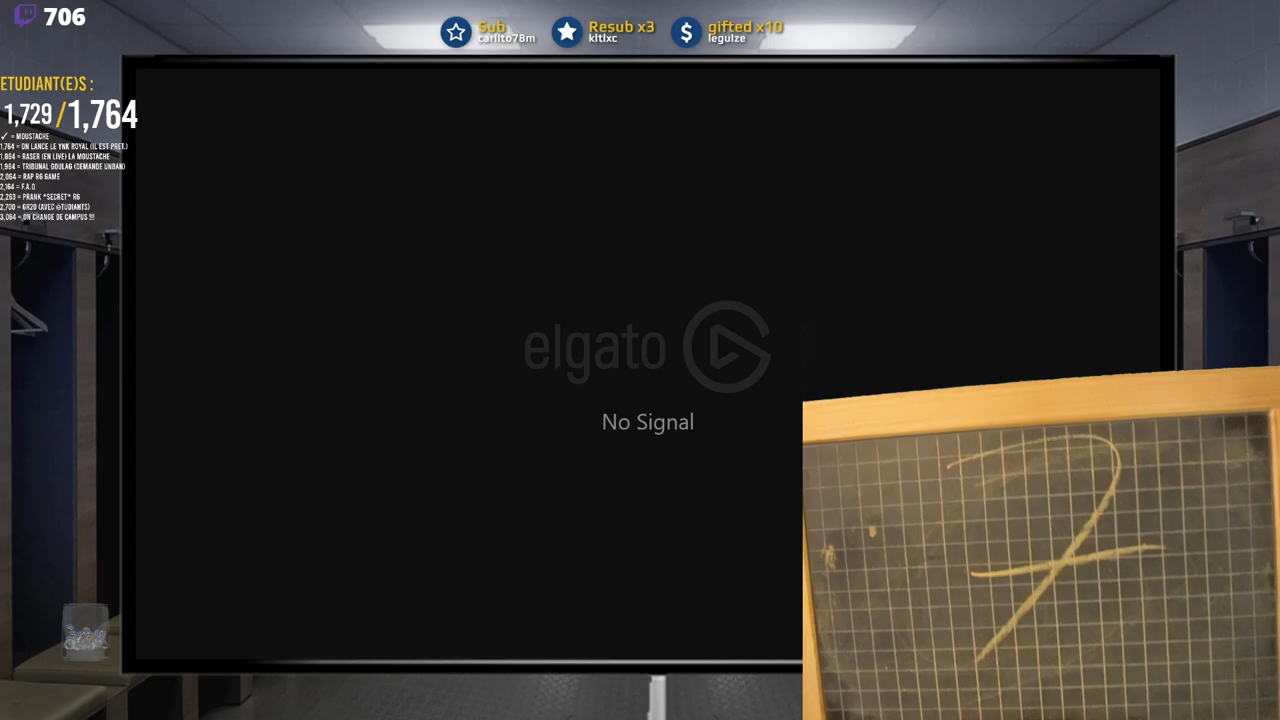 706
Sub
carlito78m
Resub x3
kltlxc
gifted x10
leguize
ETUDIANT(E)S :
1,729 / 1,764
✓ = MOUSTACHE
1,764 = ON LANCE LE YNK ROYAL (IL EST PRET.)
1,864 = RASER (EN LIVE) LA MOUSTACHE
1,964 = TRIBUNAL GOULAG (DEMANDE UNBAN)
2,064 = RAP R6 GAME
2,164 = F.A.Q
2,263 = PRANK *SECRET* R6
2,700 = GR20 (AVEC ÉTUDIANTS)
3,064 = ON CHANGE DE CAMPUS !!!
elgato
No Signal
7